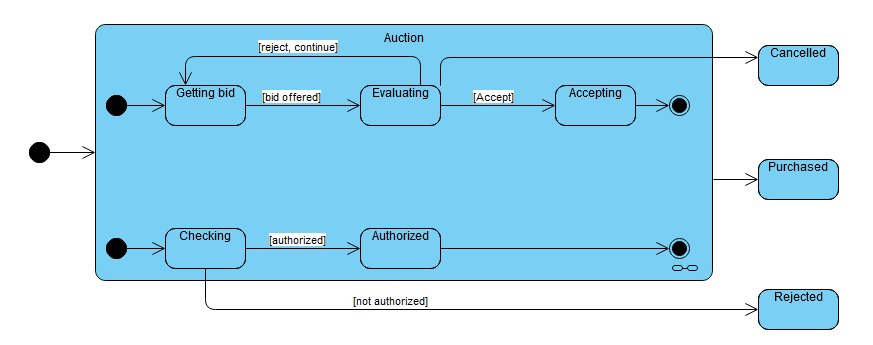 Auction
[reject, continue]
Cancelled
Getting bid
[bid offered]
Evaluating
[Accept]
Accepting
Purchased
Checking
[authorized]
Authorized
[not authorized]
Rejected